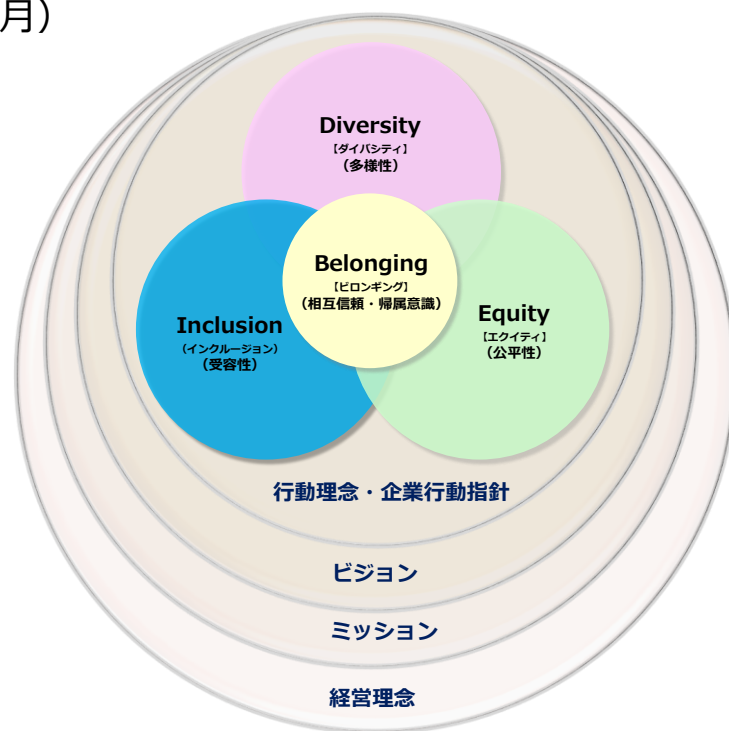 月）
Diversity
【ダイバシティ】
（多様性）
Belonging
【ビロンギング】
（相互信頼・帰属意識）
Inclusion
（インクルージョン）
（受容性）
Equity
【エクイティ】
（公平性）
行動理念・企業行動指針
ビジョン
ミッション
経営理念